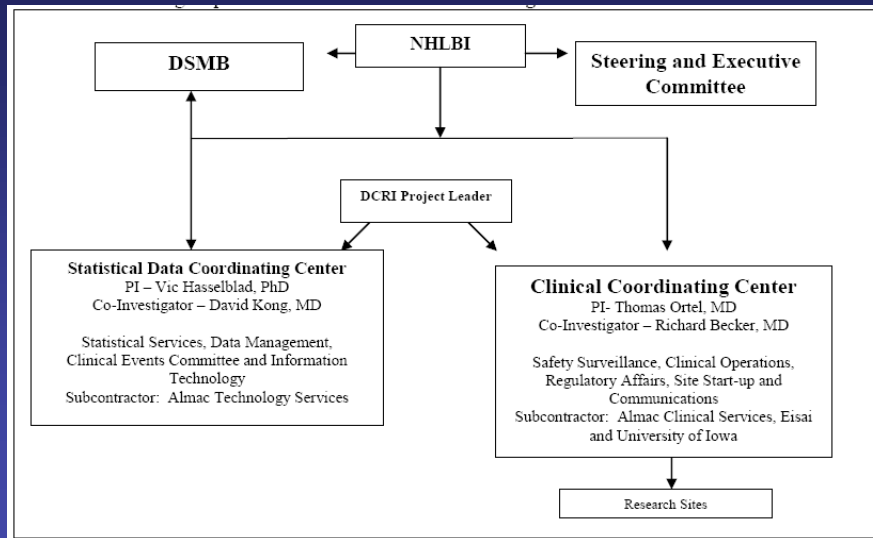 NHLBI
DSMB
Steering and Executive
Committee
DCRI Project Leader
Statistical Data Coordinating Center
PI – Vic Hasselblad, PhD
Co-Investigator – David Kong, MD
Statistical Services, Data Management,
Clinical Events Committee and Information
Technology
Subcontractor: Almac Technology Services
Clinical Coordinating Center
PI- Thomas Ortel, MD
Co-Investigator – Richard Becker, MD
Safety Surveillance, Clinical Operations,
Regulatory Affairs, Site Start-up and
Communications
Subcontractor: Almac Clinical Services, Eisai
and University of Iowa
Research Sites